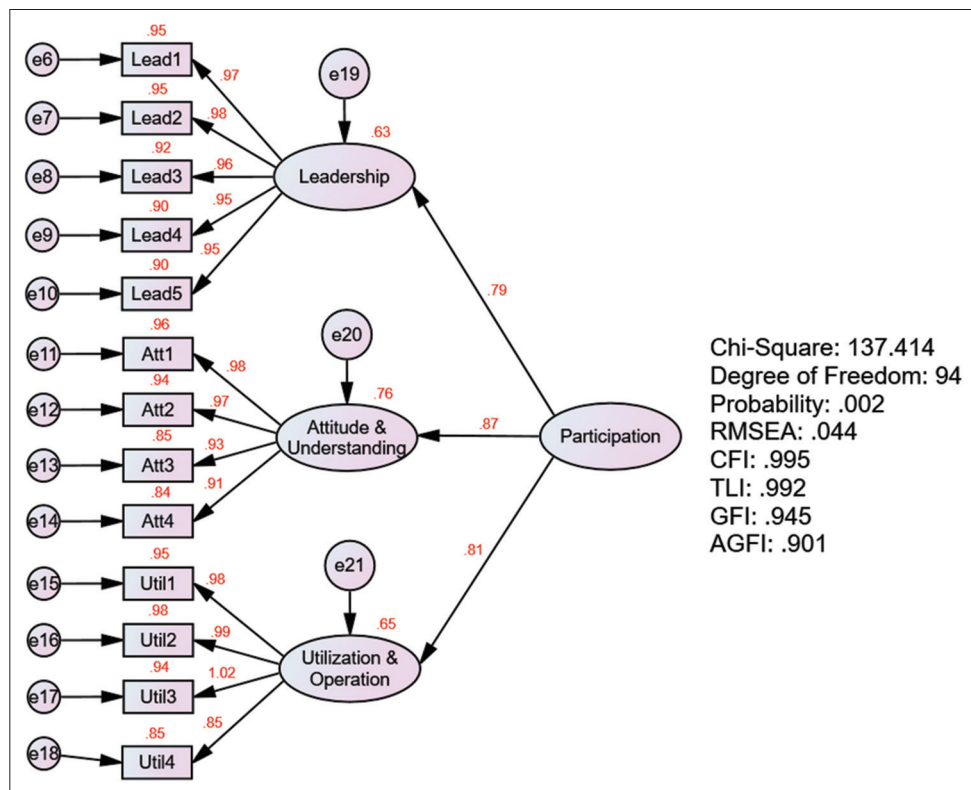 .95
e6
Lead1
.97
e19
.95
e7
Lead2
.98
.63
.92
e8
Lead3
.96
Leadership
.90
e9
Lead4
.95
.90
.95
e10
Lead5
.79
.96
e11
Att1
.98
e20
.94
e12
Att2
.97
.76
.85
e13
Att3
.93
Attitude &
Understanding
.87
Participation
.84
.91
e14
Att4
.95
e15
Util1
.98
e21
.81
.98
e16
Util2
.99
.65
.94
e17
Util3
1.02
Utilization &
Operation
.85
.85
e18
Util4
Chi-Square: 137.414
Degree of Freedom: 94
Probability: .002
RMSEA: .044
CFI: .995
TLI: .992
GFI: .945
AGFI: .901